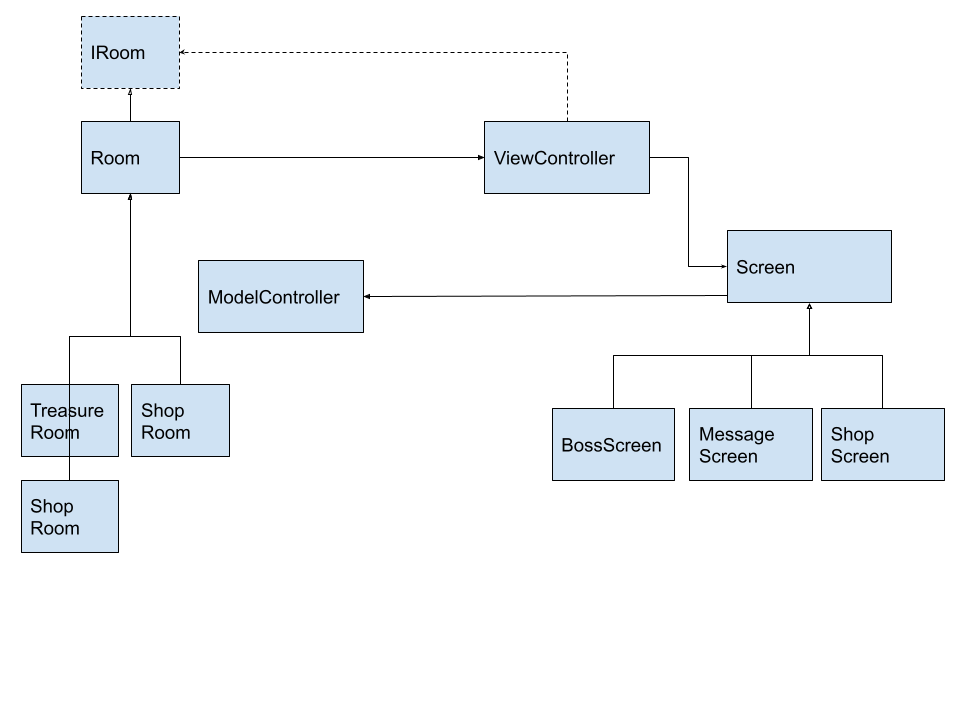 IRoom
Room
ViewController
Screen
ModelController
Treasure
Room
Shop
Room
BossScreen
Message
Screen
Shop
Screen
Shop
Room